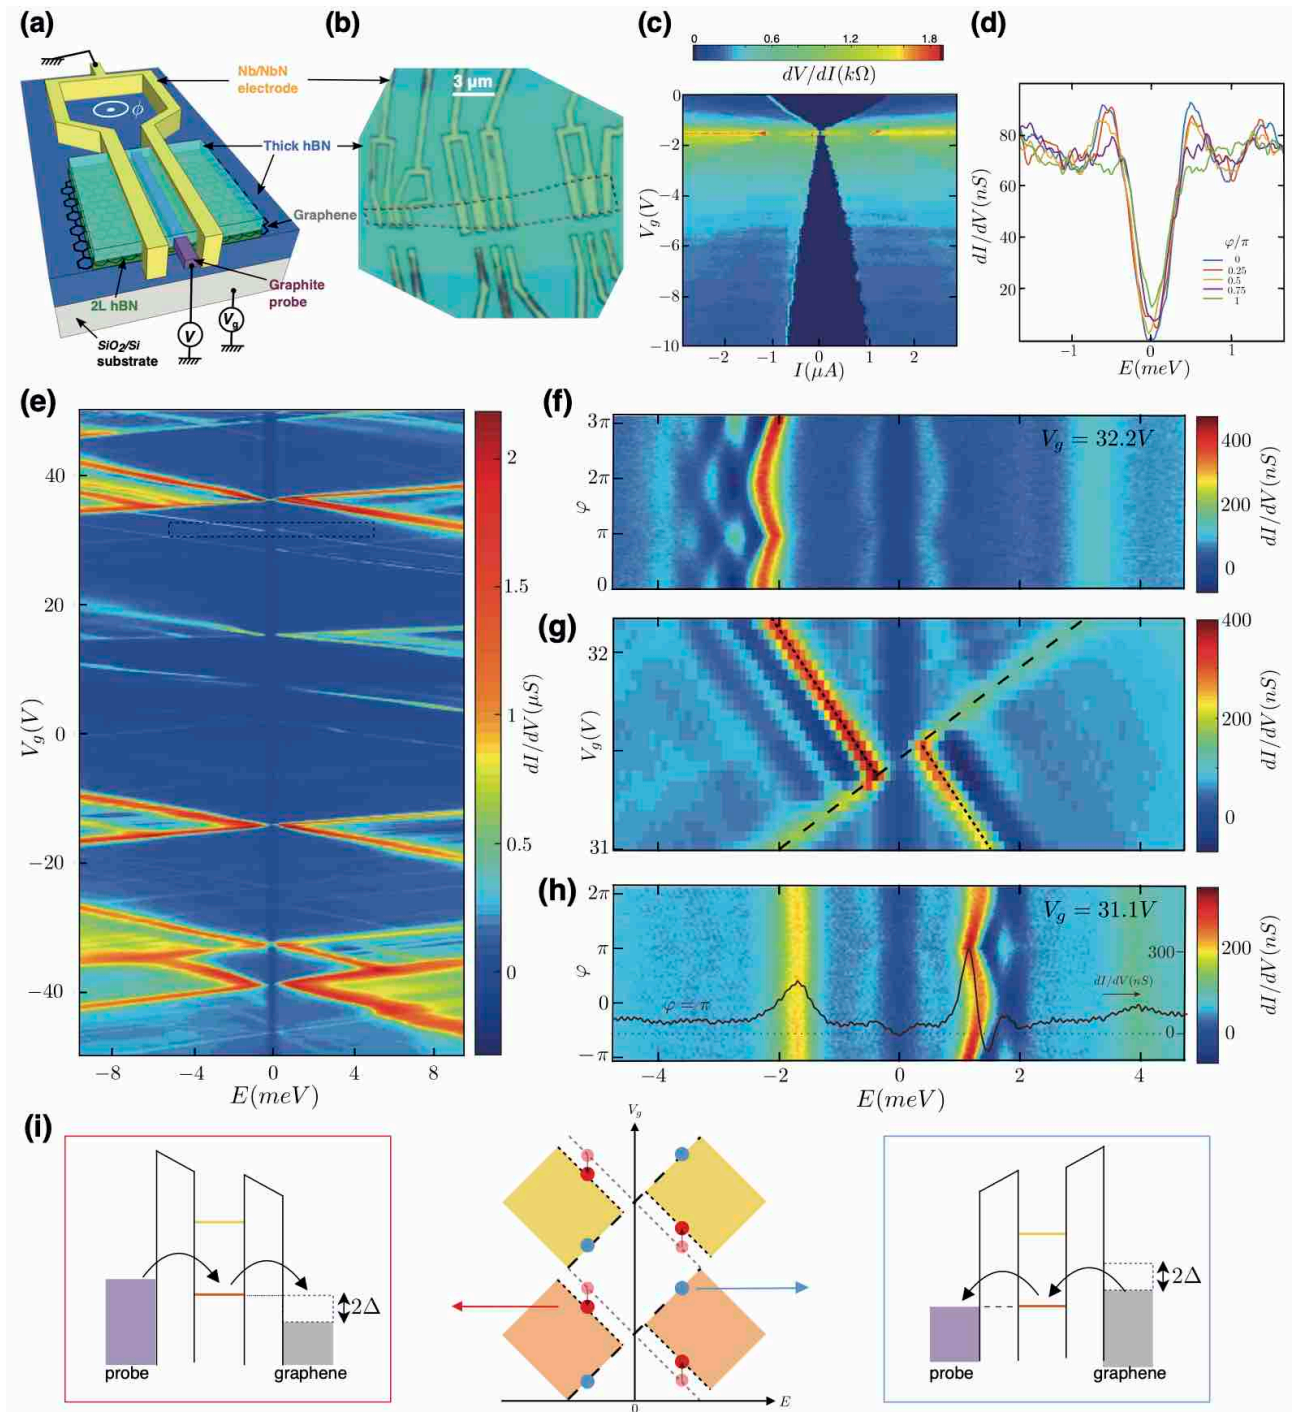 (a)
Nb/NbN
electrode
ϕ
Thick hBN
Graphene
Graphite
probe
2L hBN
V
Vg
SiO2/Si
substrate
(b)
3 μm
(c)
0 0.6 1.2 1.8
dV/dI(kΩ)
0
−2
−4
−6
−8
−10
Vg(V)
−2 −1 0 1 2
I(μA)
(d)
80
60
40
20
dI/dV(nS)
φ/π
0
0.25
0.5
0.75
1
−1 0 1
E(meV)
(e)
40
20
0
−20
−40
Vg(V)
−8 −4 0 4 8
E(meV)
2
1.5
1
0.5
0
dI/dV(μS)
(f)
3π
2π
π
0
φ
Vg = 32.2V
400
200
0
dI/dV(nS)
(g)
32
31
Vg(V)
400
200
0
dI/dV(nS)
(h)
2π
π
0
−π
φ
Vg = 31.1V
300
dI/dV(nS)
0
φ = π
−4 −2 0 2 4
E(meV)
200
0
dI/dV(nS)
(i)
2Δ
probe
graphene
Vg
E
0
2Δ
probe
graphene